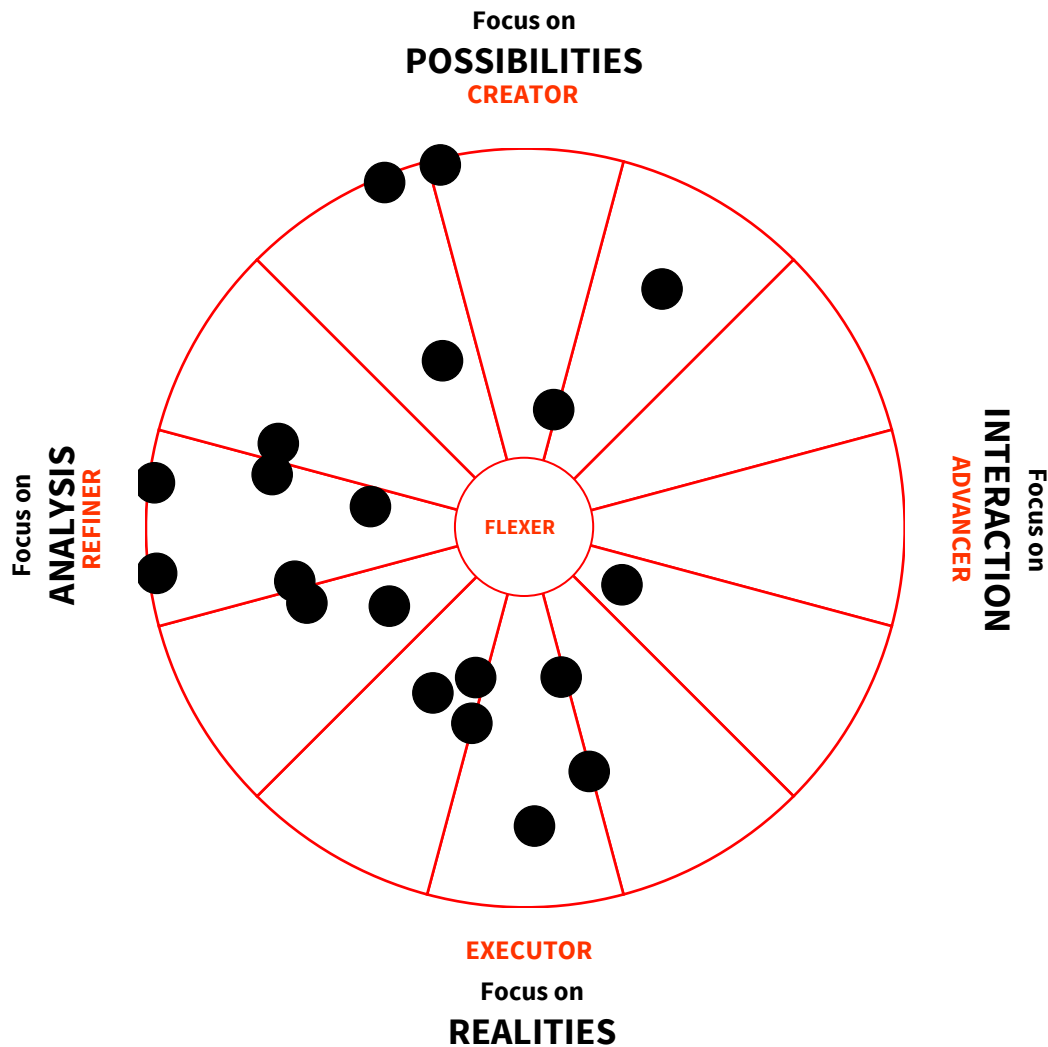 Focus on
POSSIBILITIES
CREATOR
Focus on
ANALYSIS
REFINER
FLEXER
Focus on
INTERACTION
ADVANCER
EXECUTOR
Focus on
REALITIES